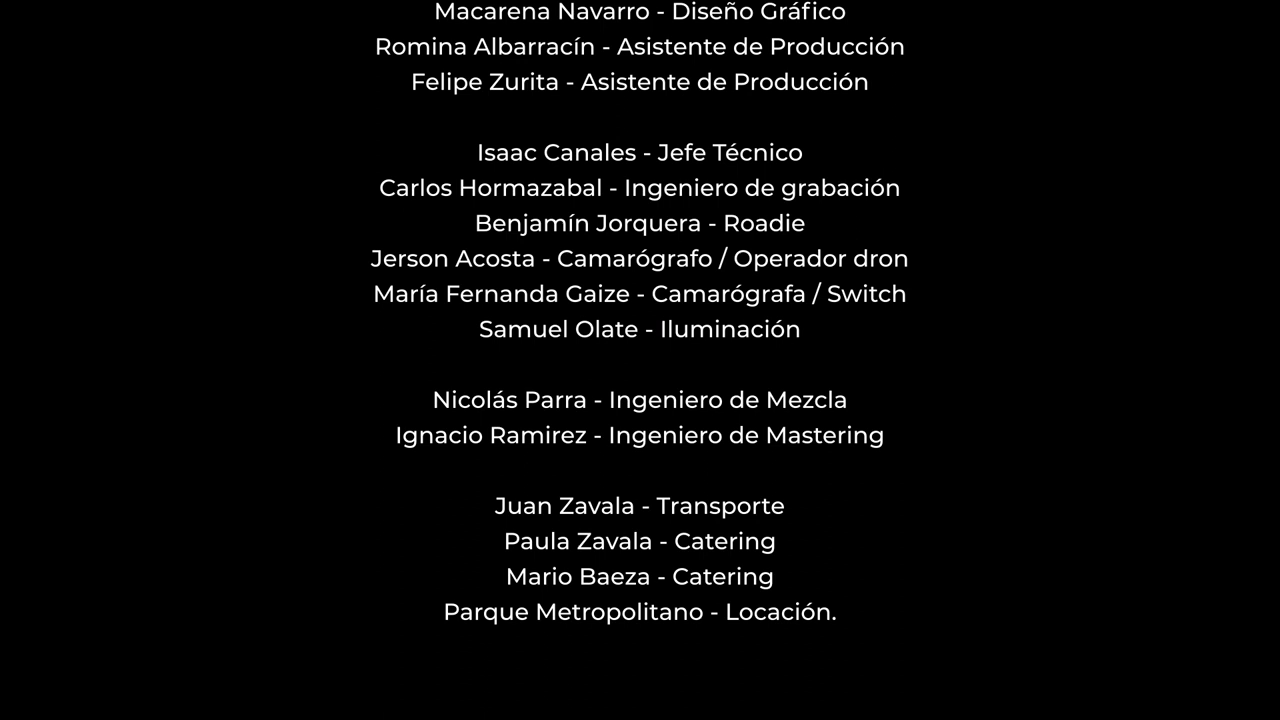 Macarena Navarro - Diseño Gráfico
Romina Albarracín - Asistente de Producción
Felipe Zurita - Asistente de Producción
Isaac Canales - Jefe Técnico
Carlos Hormazabal - Ingeniero de grabación
Benjamín Jorquera - Roadie
Jerson Acosta - Camarógrafo / Operador dron
María Fernanda Gaize - Camarógrafa / Switch
Samuel Olate - Iluminación
Nicolás Parra - Ingeniero de Mezcla
Ignacio Ramirez - Ingeniero de Mastering
Juan Zavala - Transporte
Paula Zavala - Catering
Mario Baeza - Catering
Parque Metropolitano - Locación.